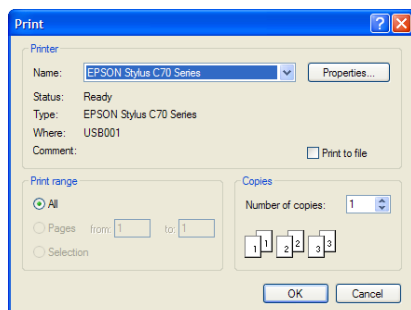 Print
Printer
Name: EPSON Stylus C70 Series Properties...
Status: Ready
Type: EPSON Stylus C70 Series
Where: USB001
Comment: Print to file
Print range
All
Pages from: 1 to: 1
Selection
Copies
Number of copies: 1
1 1 2 2 3 3
OK Cancel